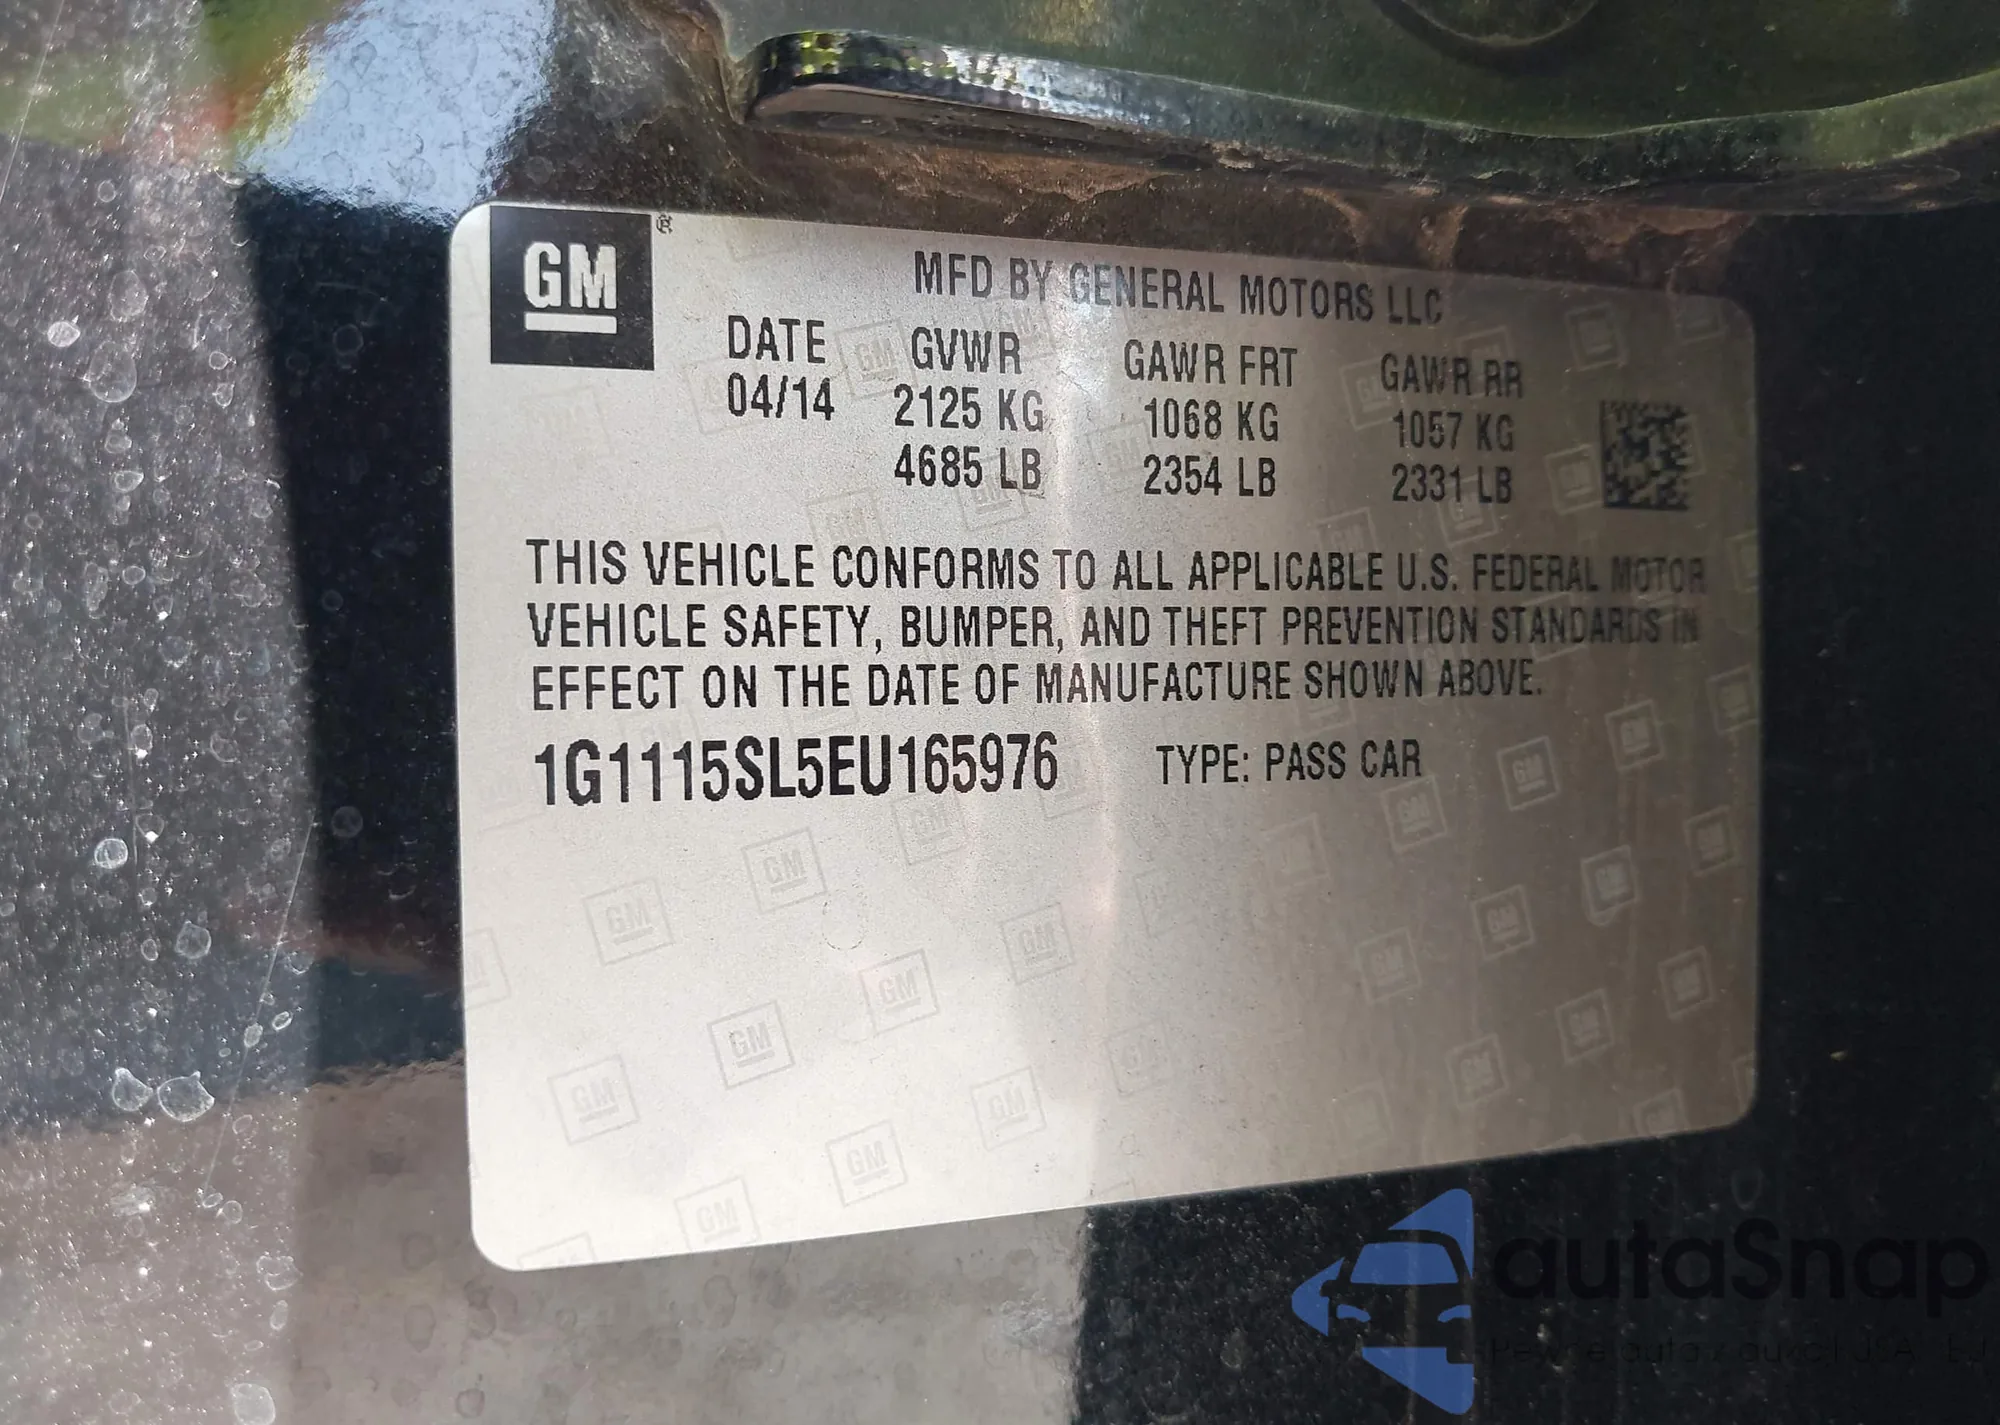 GM
MFD BY GENERAL MOTORS LLC
DATE GVWR GAWR FRT GAWR RR
04/14 2125 KG 1068 KG 1057 KG
4685 LB 2354 LB 2331 LB
THIS VEHICLE CONFORMS TO ALL APPLICABLE U.S. FEDERAL MOTOR
VEHICLE SAFETY, BUMPER, AND THEFT PREVENTION STANDARDS IN
EFFECT ON THE DATE OF MANUFACTURE SHOWN ABOVE.
1G1115SL5EU165976 TYPE: PASS CAR
autaSnap